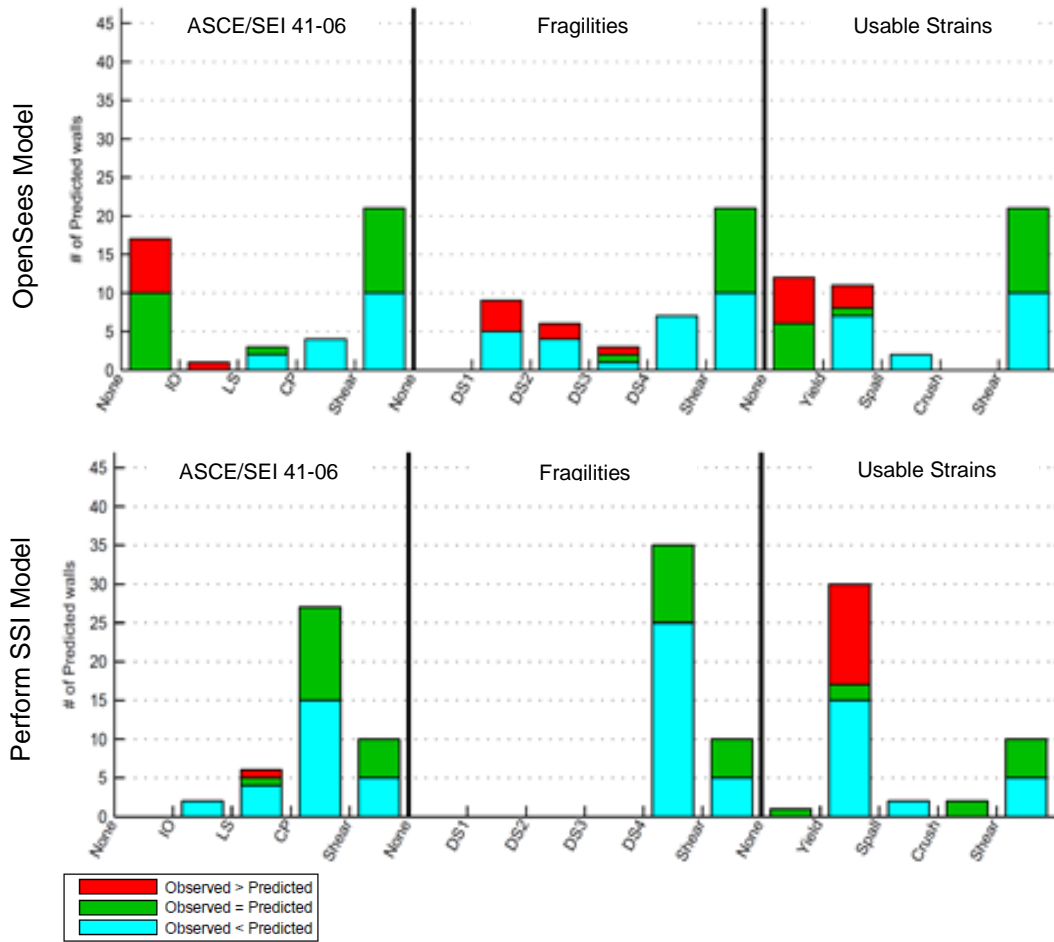 ASCE/SEI 41-06
Fragilities
Usable Strains
OpenSees Model
# of Predicted walls
45
40
35
30
25
20
15
10
5
0
None
IO
LS
CP
Shear
None
DS1
DS2
DS3
DS4
Shear
None
Yield
Spall
Crush
Shear
ASCE/SEI 41-06
Fragilities
Usable Strains
Perform SSI Model
# of Predicted walls
45
40
35
30
25
20
15
10
5
0
None
IO
LS
CP
Shear
None
DS1
DS2
DS3
DS4
Shear
None
Yield
Spall
Crush
Shear
Observed > Predicted
Observed = Predicted
Observed < Predicted